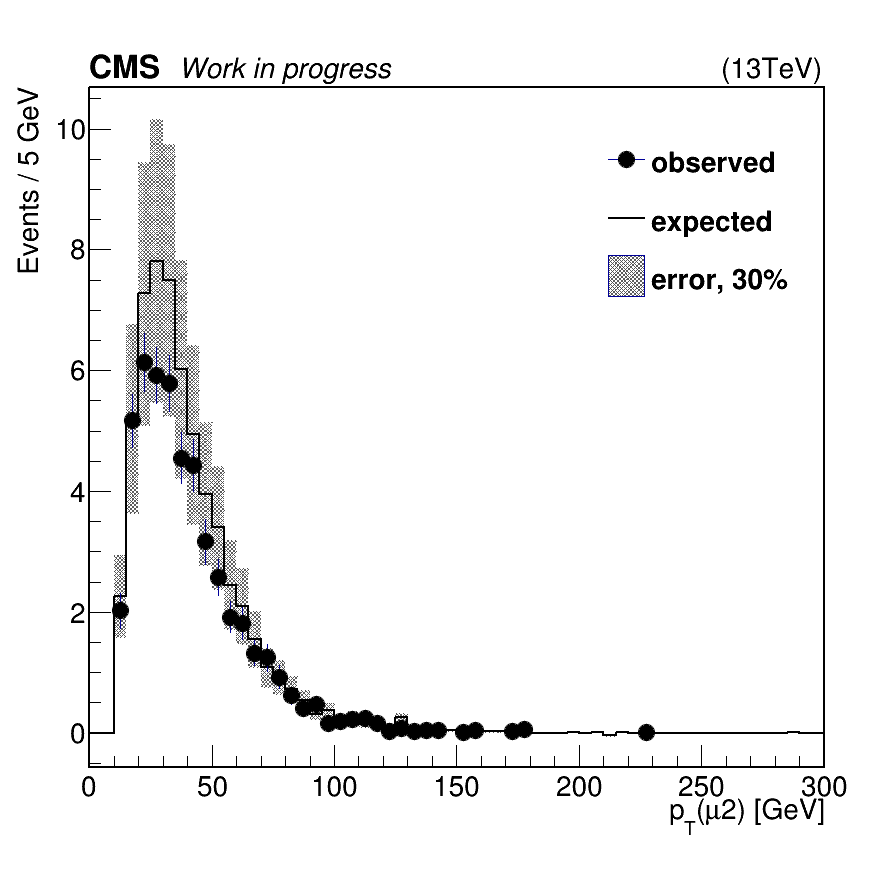 CMS Work in progress (13TeV)
Events / 5 GeV
10
8
6
4
2
0
observed
expected
error, 30%
0 50 100 150 200 250 300
p_T(μ2) [GeV]